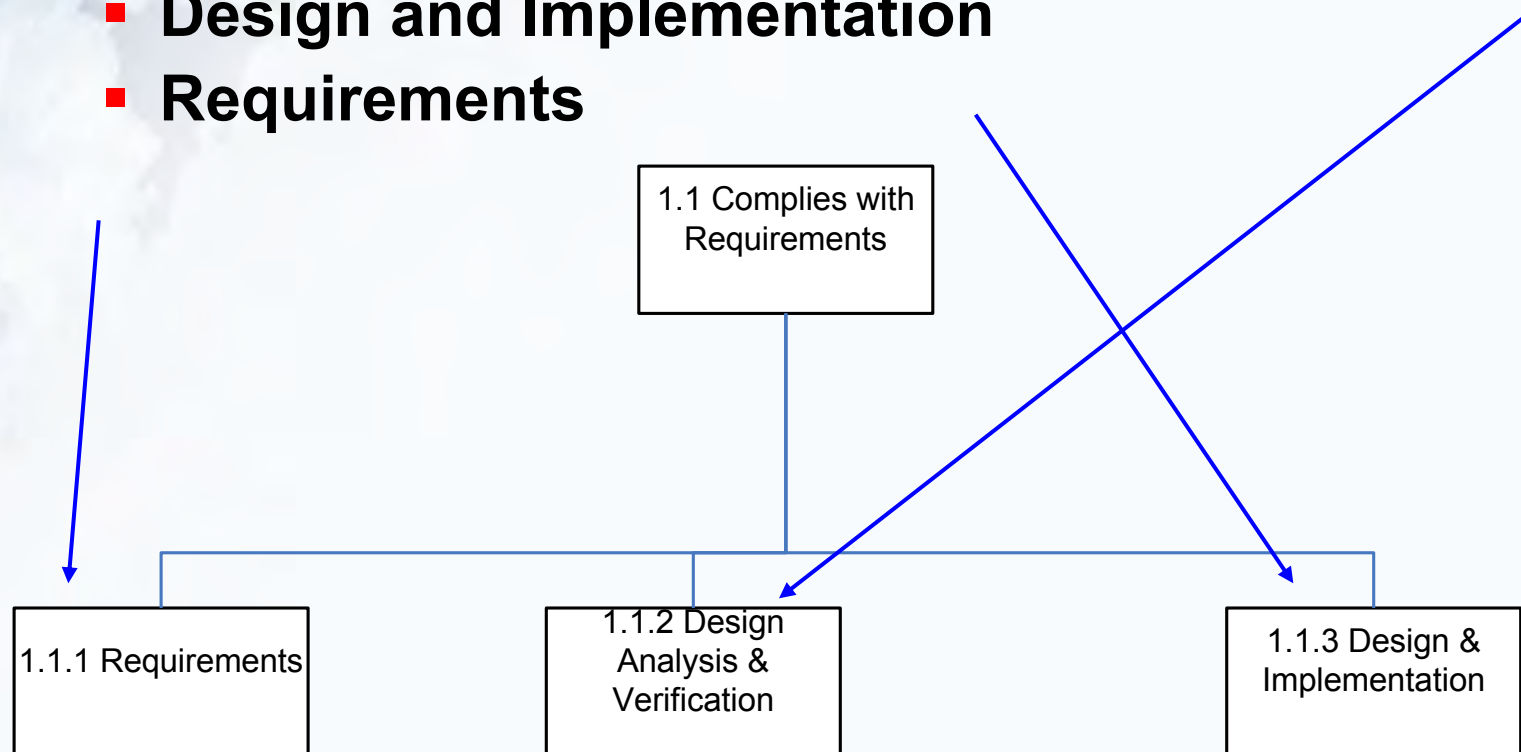 Design and Implementation
Requirements
1.1 Complies with
Requirements
1.1.1 Requirements
1.1.2 Design
Analysis &
Verification
1.1.3 Design &
Implementation